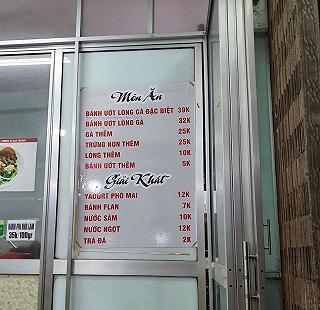 Món Ăn
BÁNH ƯỚT LÒNG GÀ ĐẶC BIỆT 39K
BÁNH ƯỚT LÒNG GÀ 32K
GÀ THÊM 25K
TRỨNG NON THÊM 25K
LÒNG THÊM 10K
BÁNH ƯỚT THÊM 5K
Giải Khát
YAOURT PHÔ MAI 12K
BÁNH FLAN 7K
NƯỚC SÂM 10K
NƯỚC NGỌT 12K
TRÀ ĐÁ 2K
35k/100gr